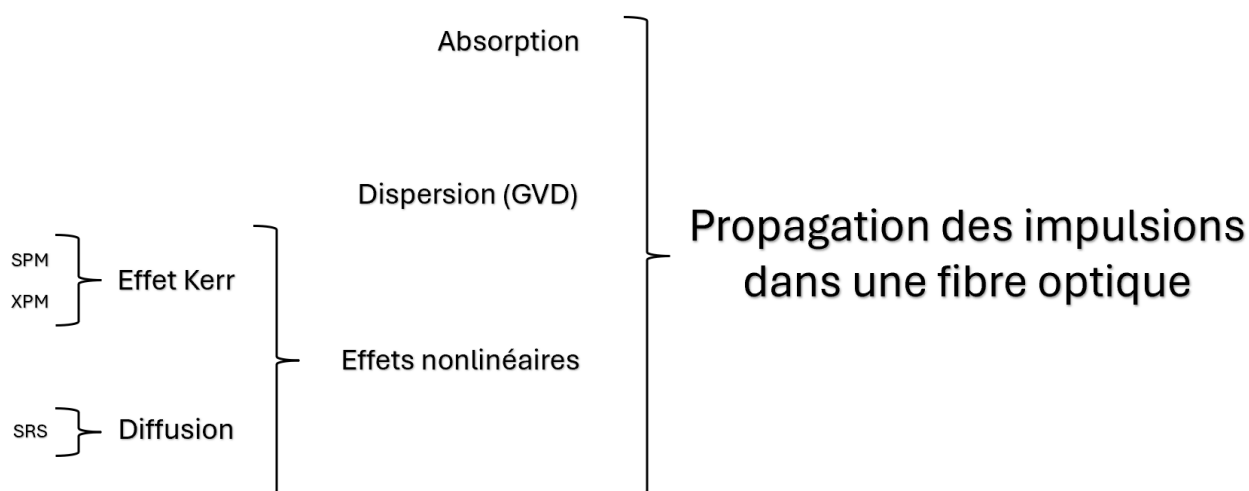 Absorption
Dispersion (GVD)
Propagation des impulsions
dans une fibre optique
SPM
XPM
Effet Kerr
Effets nonlinéaires
SRS
Diffusion